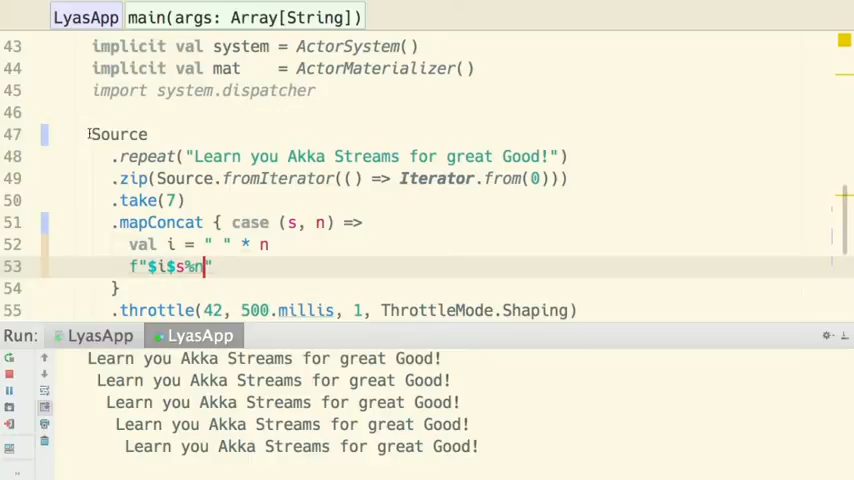 LyasApp main(args: Array[String])
43 implicit val system = ActorSystem()
44 implicit val mat    = ActorMaterializer()
45 import system.dispatcher
46
47 Source
48 .repeat("Learn you Akka Streams for great Good!")
49 .zip(Source.fromIterator(() => Iterator.from(0)))
50 .take(7)
51 .mapConcat { case (s, n) =>
52 val i = " " * n
53 f"$i$s%n"
54 }
55 .throttle(42, 500.millis, 1, ThrottleMode.Shaping)
Run: LyasApp LyasApp
Learn you Akka Streams for great Good!
Learn you Akka Streams for great Good!
Learn you Akka Streams for great Good!
Learn you Akka Streams for great Good!
Learn you Akka Streams for great Good!